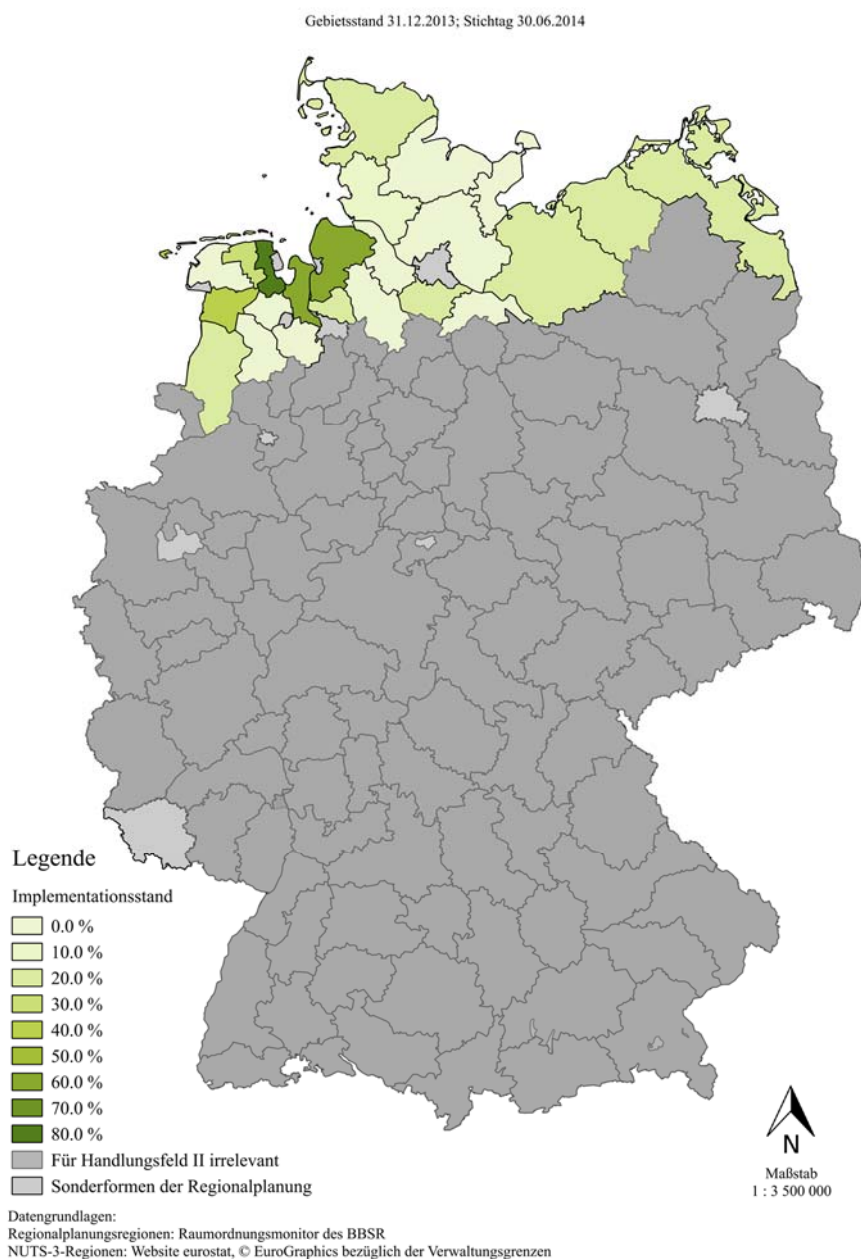 Gebietsstand 31.12.2013; Stichtag 30.06.2014
Legende
Implementationsstand
0.0 %
10.0 %
20.0 %
30.0 %
40.0 %
50.0 %
60.0 %
70.0 %
80.0 %
Für Handlungsfeld II irrelevant
Sonderformen der Regionalplanung
N
Maßstab
1 : 3 500 000
Datengrundlagen:
Regionalplanungsregionen: Raumordnungsmonitor des BBSR
NUTS-3-Regionen: Website eurostat, © EuroGraphics bezüglich der Verwaltungsgrenzen